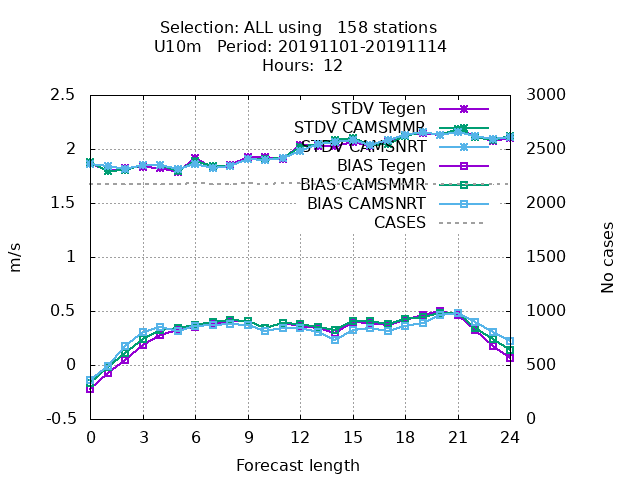 Selection: ALL using 158 stations
U10m Period: 20191101-20191114
Hours: 12
2.5
2
1.5
1
0.5
0
-0.5
3000
2500
2000
1500
1000
500
0
STDV Tegen
STDV CAMSMMR
STDV CAMSNRT
BIAS Tegen
BIAS CAMSMMR
BIAS CAMSNRT
CASES
m/s
No cases
0 3 6 9 12 15 18 21 24
Forecast length